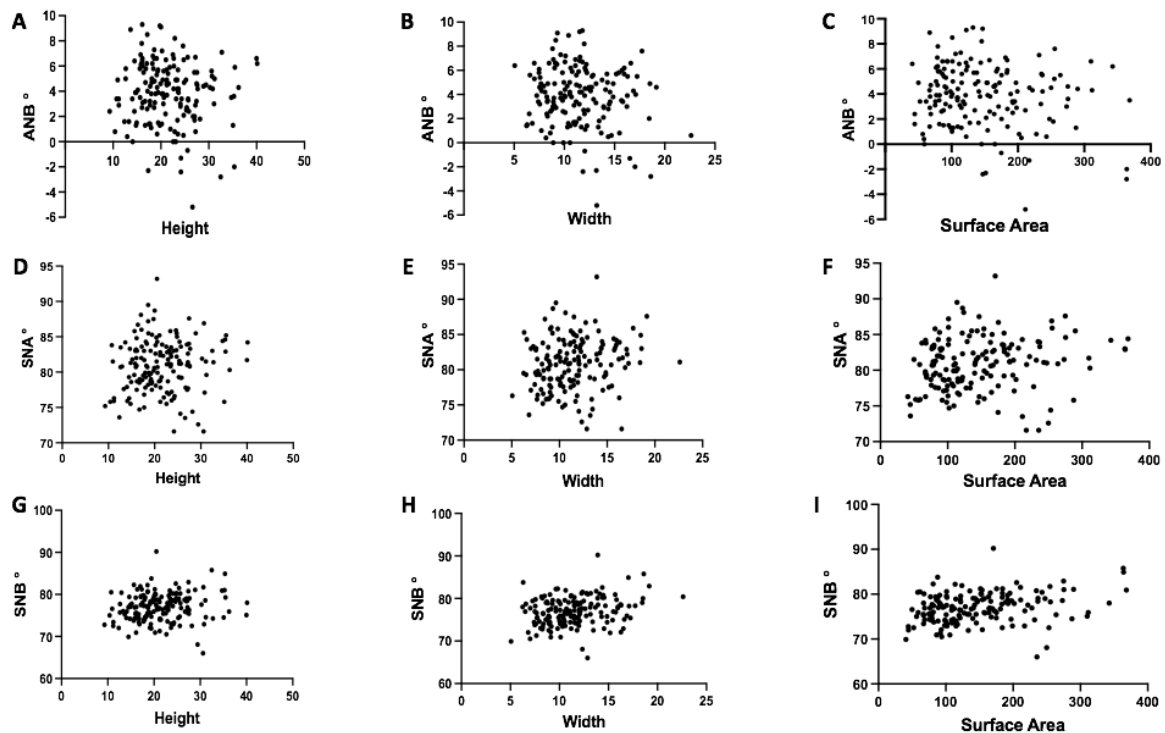 A
ANB °
10
8
6
4
2
0
-2
-4
-6
10 20 30 40 50
Height
B
ANB °
10
8
6
4
2
0
-2
-4
-6
5 10 15 20 25
Width
C
ANB °
10
8
6
4
2
0
-2
-4
-6
100 200 300 400
Surface Area
D
SNA °
95
90
85
80
75
70
0 10 20 30 40 50
Height
E
SNA °
95
90
85
80
75
70
0 5 10 15 20 25
Width
F
SNA °
95
90
85
80
75
70
0 100 200 300 400
Surface Area
G
SNB °
100
90
80
70
60
0 10 20 30 40 50
Height
H
SNB °
100
90
80
70
60
0 5 10 15 20 25
Width
I
SNB °
100
90
80
70
60
0 100 200 300 400
Surface Area